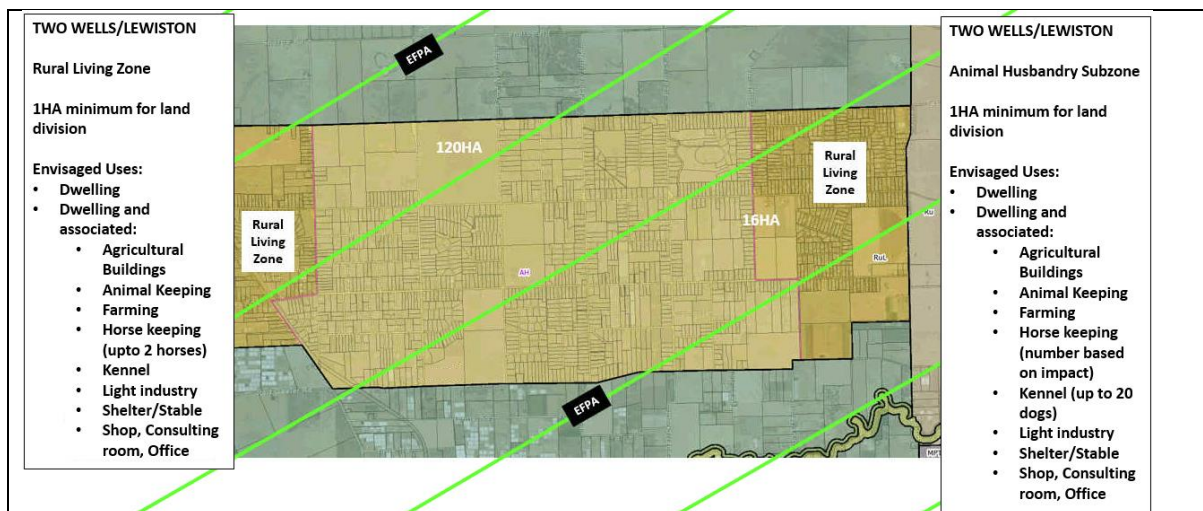 TWO WELLS/LEWISTON
Rural Living Zone
1HA minimum for land
division
Envisaged Uses:
• Dwelling
• Dwelling and
associated:
• Agricultural
Buildings
• Animal Keeping
• Farming
• Horse keeping
(upto 2 horses)
• Kennel
• Light industry
• Shelter/Stable
• Shop, Consulting
room, Office
EFPA
120HA
Rural
Living
Zone
16HA
Rural
Living
Zone
AH
RuL
Ru
EFPA
TWO WELLS/LEWISTON
Animal Husbandry Subzone
1HA minimum for land
division
Envisaged Uses:
• Dwelling
• Dwelling and
associated:
• Agricultural
Buildings
• Animal Keeping
• Farming
• Horse keeping
(number based
on impact)
• Kennel (up to 20
dogs)
• Light industry
• Shelter/Stable
• Shop, Consulting
room, Office